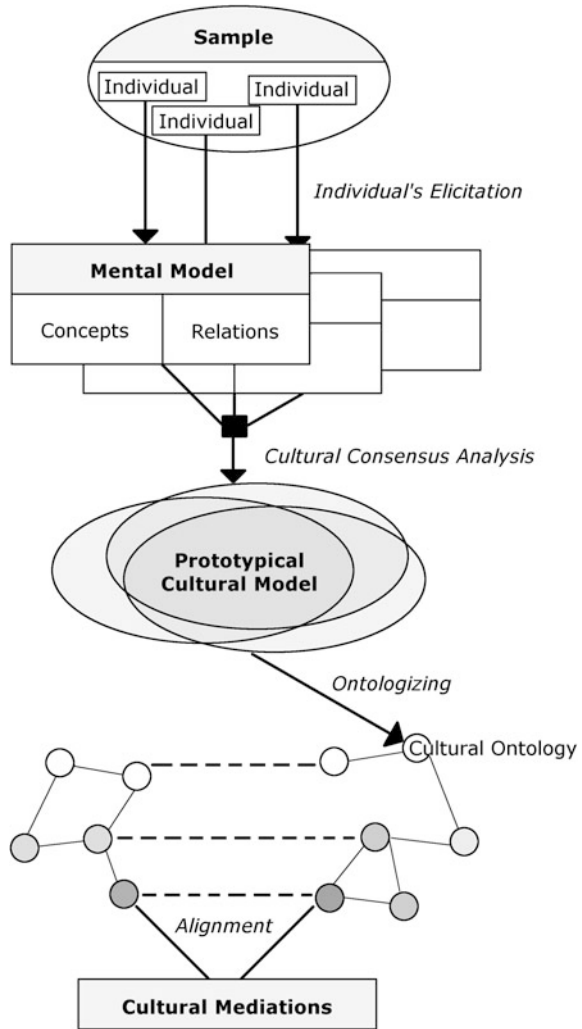 Sample
Individual
Individual
Individual
Individual's Elicitation
Mental Model
Concepts
Relations
Cultural Consensus Analysis
Prototypical
Cultural Model
Ontologizing
Cultural Ontology
Alignment
Cultural Mediations